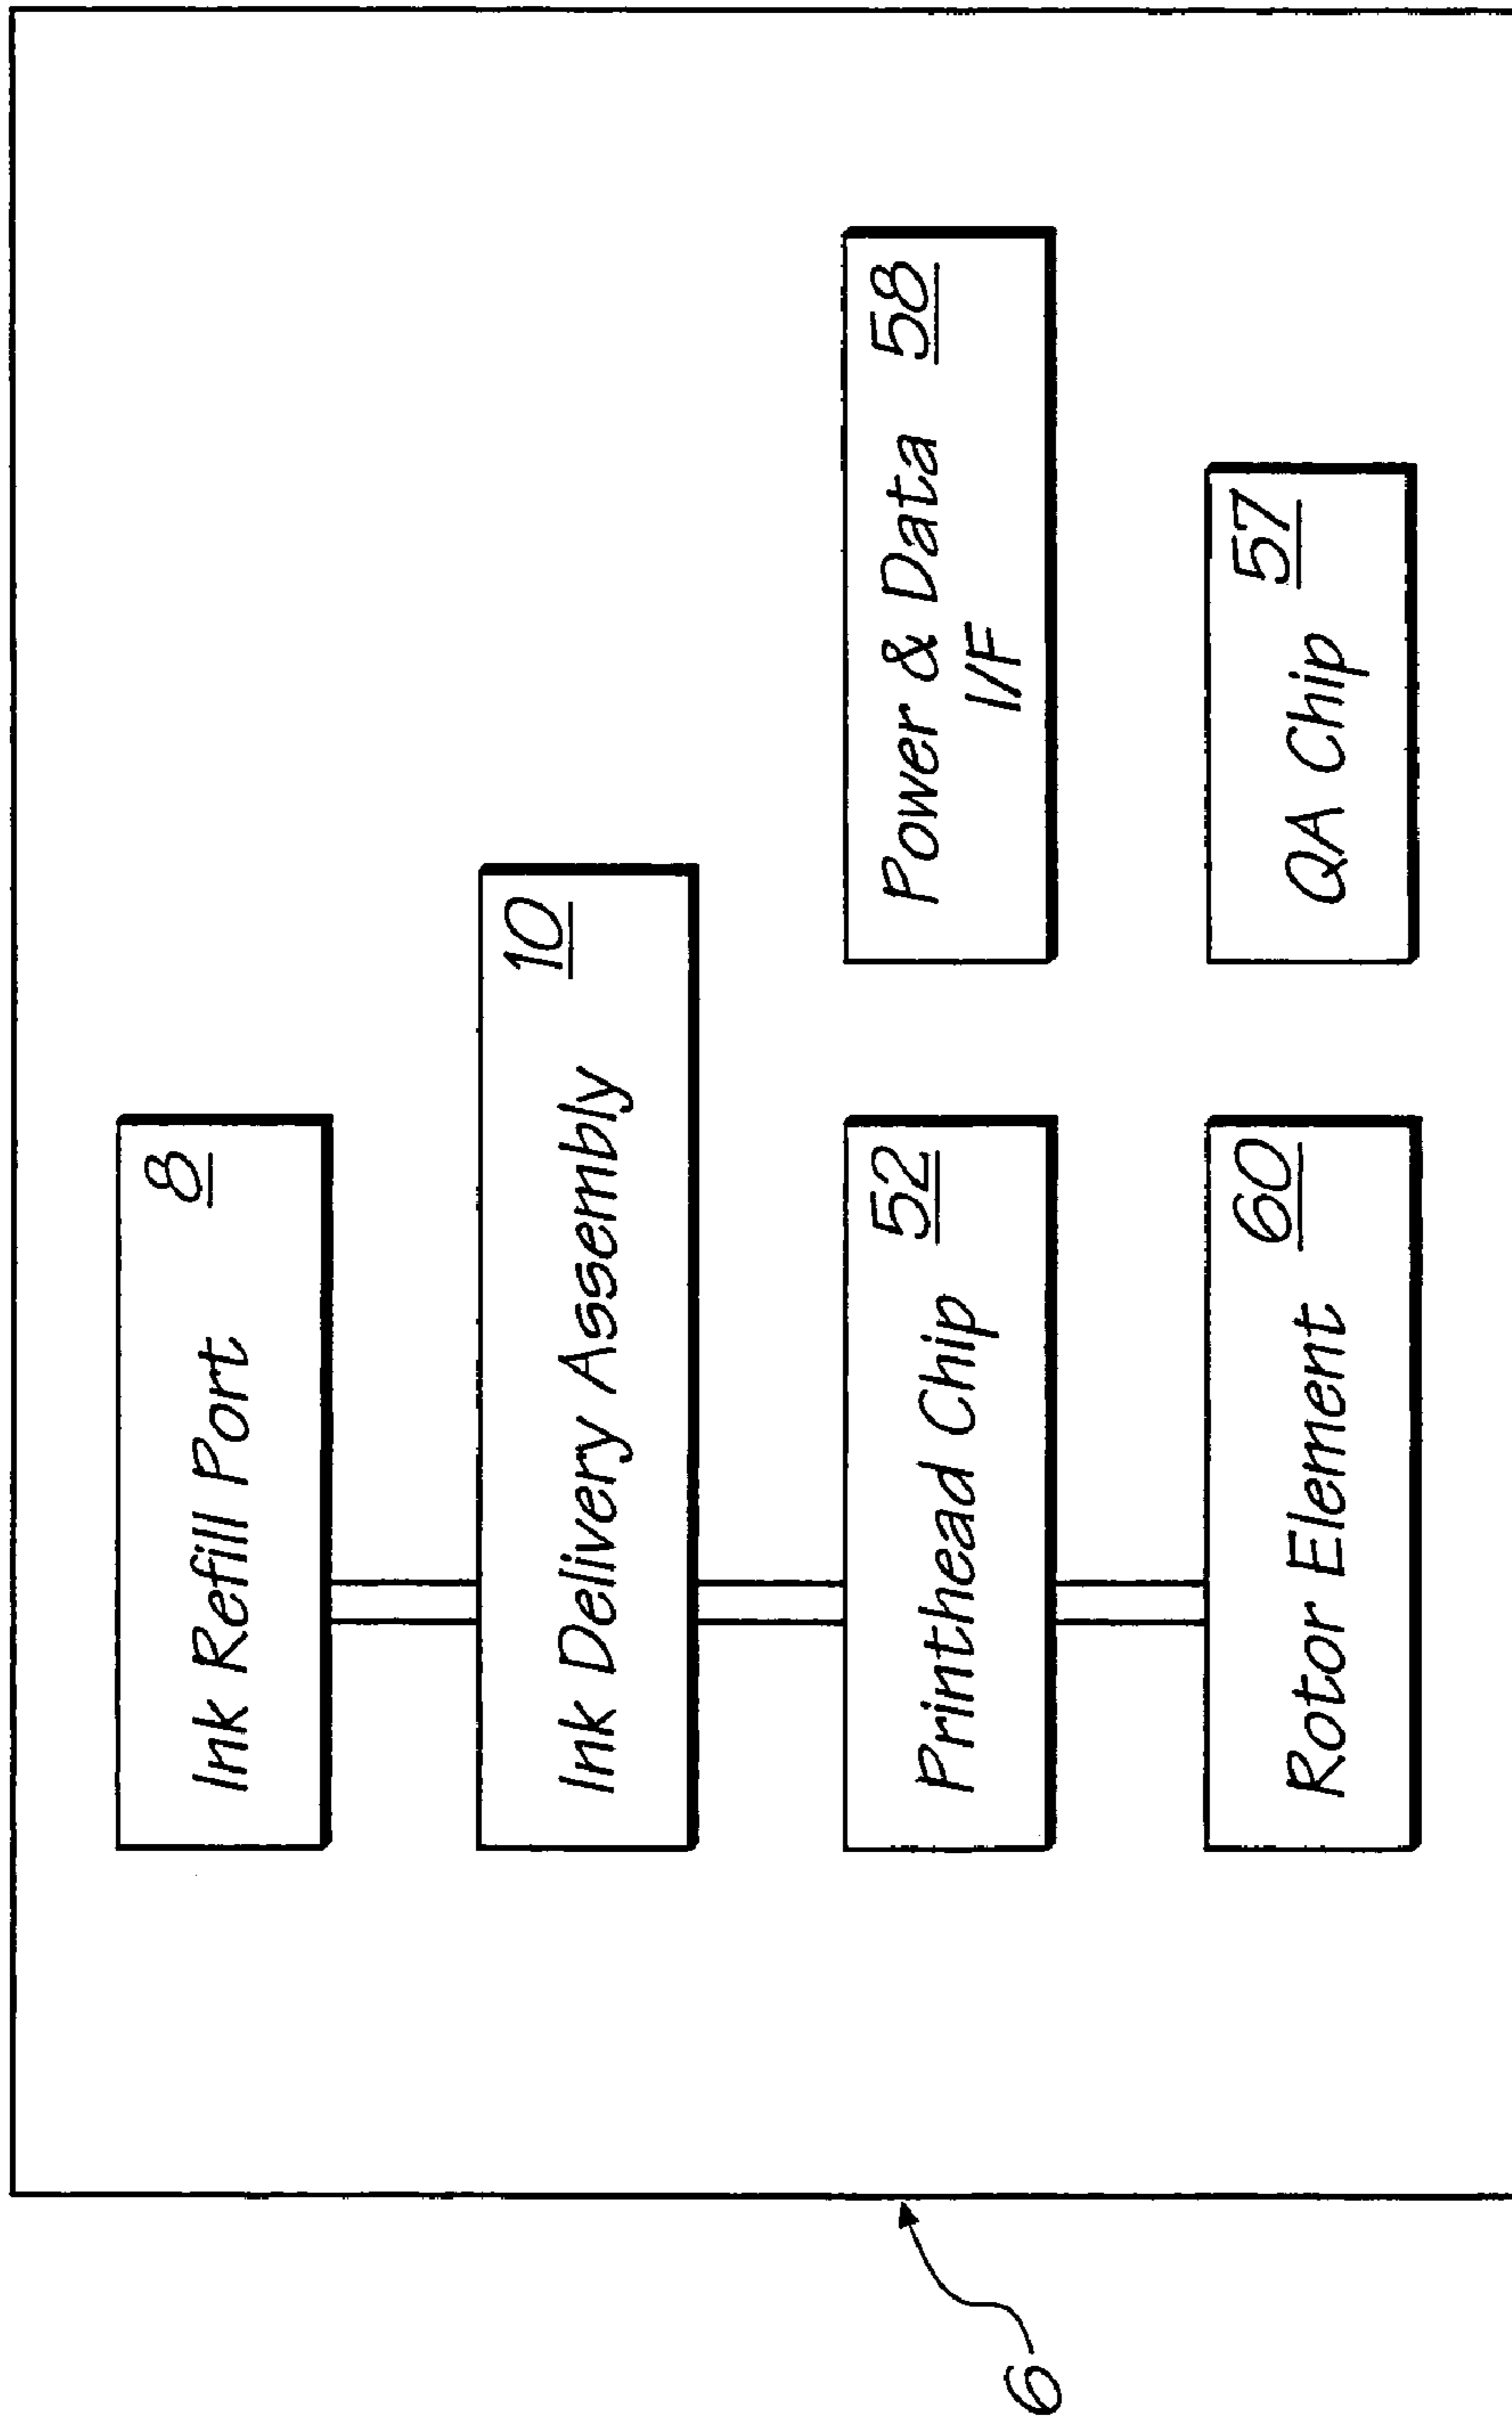 Ink Refill Port 8
Ink Delivery Assembly 10
Printhead Chip 52
Power & Data 58
I/F
Rotor Element 60
QA Chip 57
6